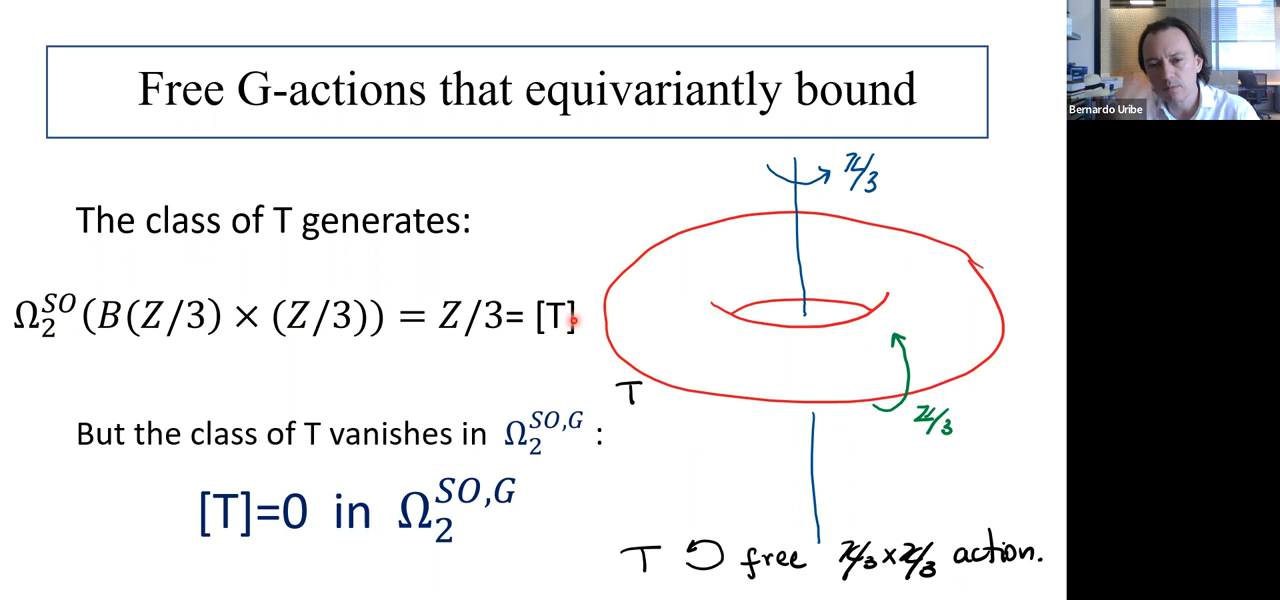 Free G-actions that equivariantly bound
Bernardo Uribe
ℤ/3
The class of T generates:
Ω₂^{SO}(B(Z/3) × (Z/3)) = Z/3= [T]
T
ℤ/3
But the class of T vanishes in Ω₂^{SO,G} :
[T]=0 in Ω₂^{SO,G}
T ↺ free ℤ/3 × ℤ/3 action.